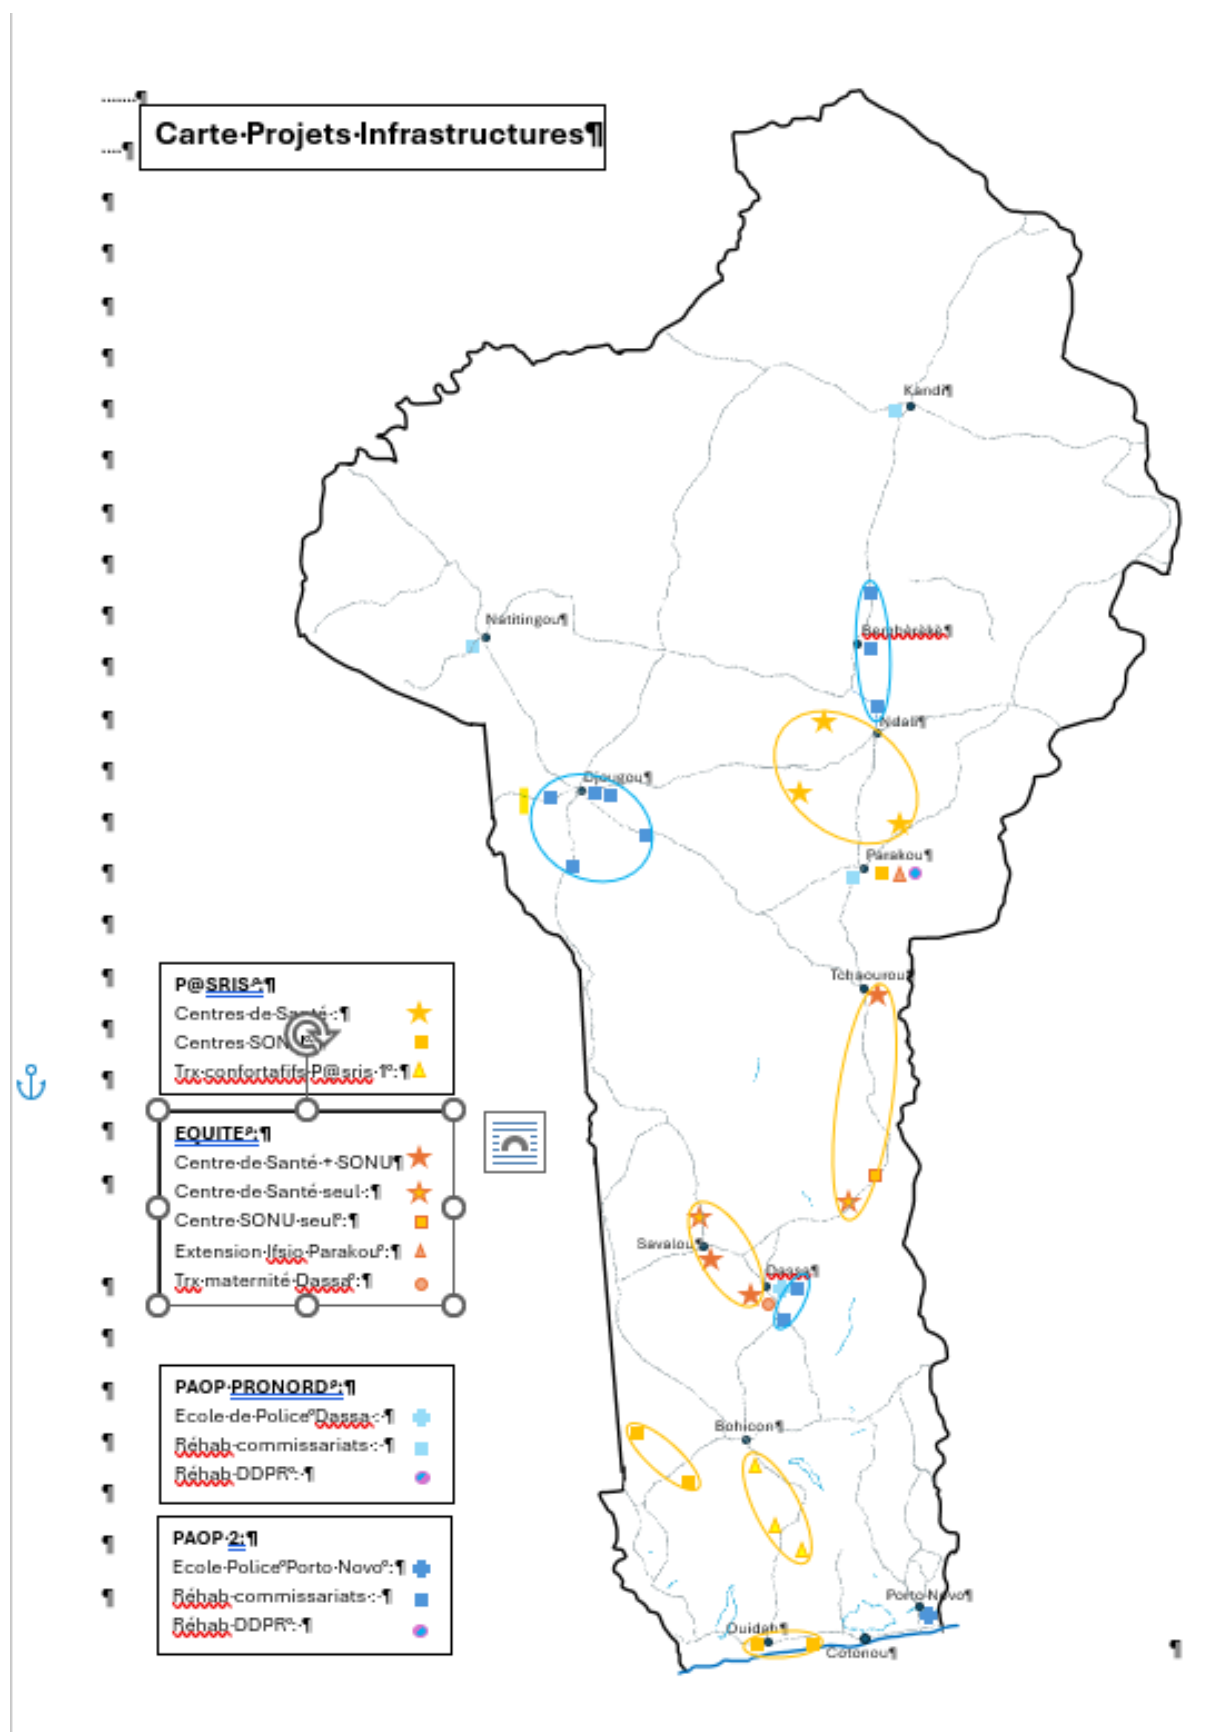 Carte Projets Infrastructures
Kandi
Natitingou
Bembèrèkè
Ndali
Djougou
Parakou
Tchaourou
P@SRIS :
Centres de Santé :
Centres SONU
Trx confortafifs P@sris 1 :
EQUITE :
Centre de Santé + SONU
Centre de Santé seul :
Centre SONU seul :
Extension Ifsio Parakou :
Trx maternité Dassa :
Savalou
Dassa
PAOP PRONORD :
Ecole de Police Dassa :
Réhab commissariats :
Réhab DDPR :
Bohicon
PAOP 2 :
Ecole Police Porto Novo :
Réhab commissariats :
Réhab DDPR :
Porto Novo
Ouidah
Cotonou